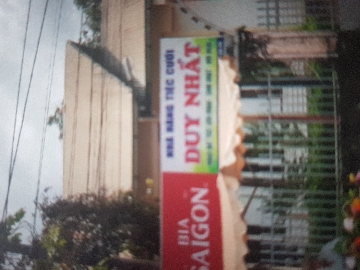 NHÀ HÀNG TIỆC CƯỚI
DUY NHẤT
BIA
SAIGON